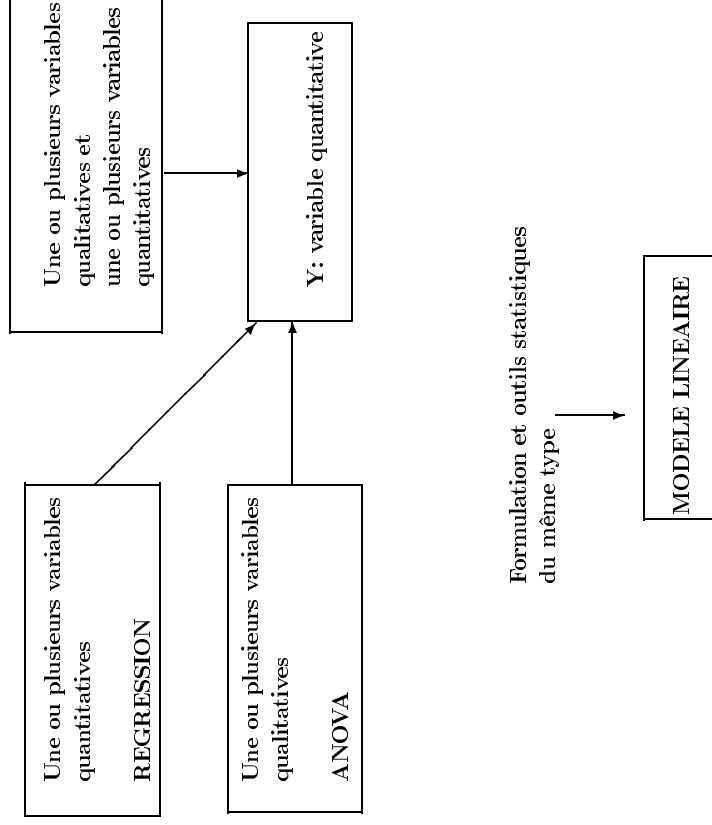 Une ou plusieurs variables
quantitatives
REGRESSION
Une ou plusieurs variables
qualitatives et
une ou plusieurs variables
quantitatives
Une ou plusieurs variables
qualitatives
ANOVA
Y: variable quantitative
Formulation et outils statistiques
du même type
MODELE LINEAIRE